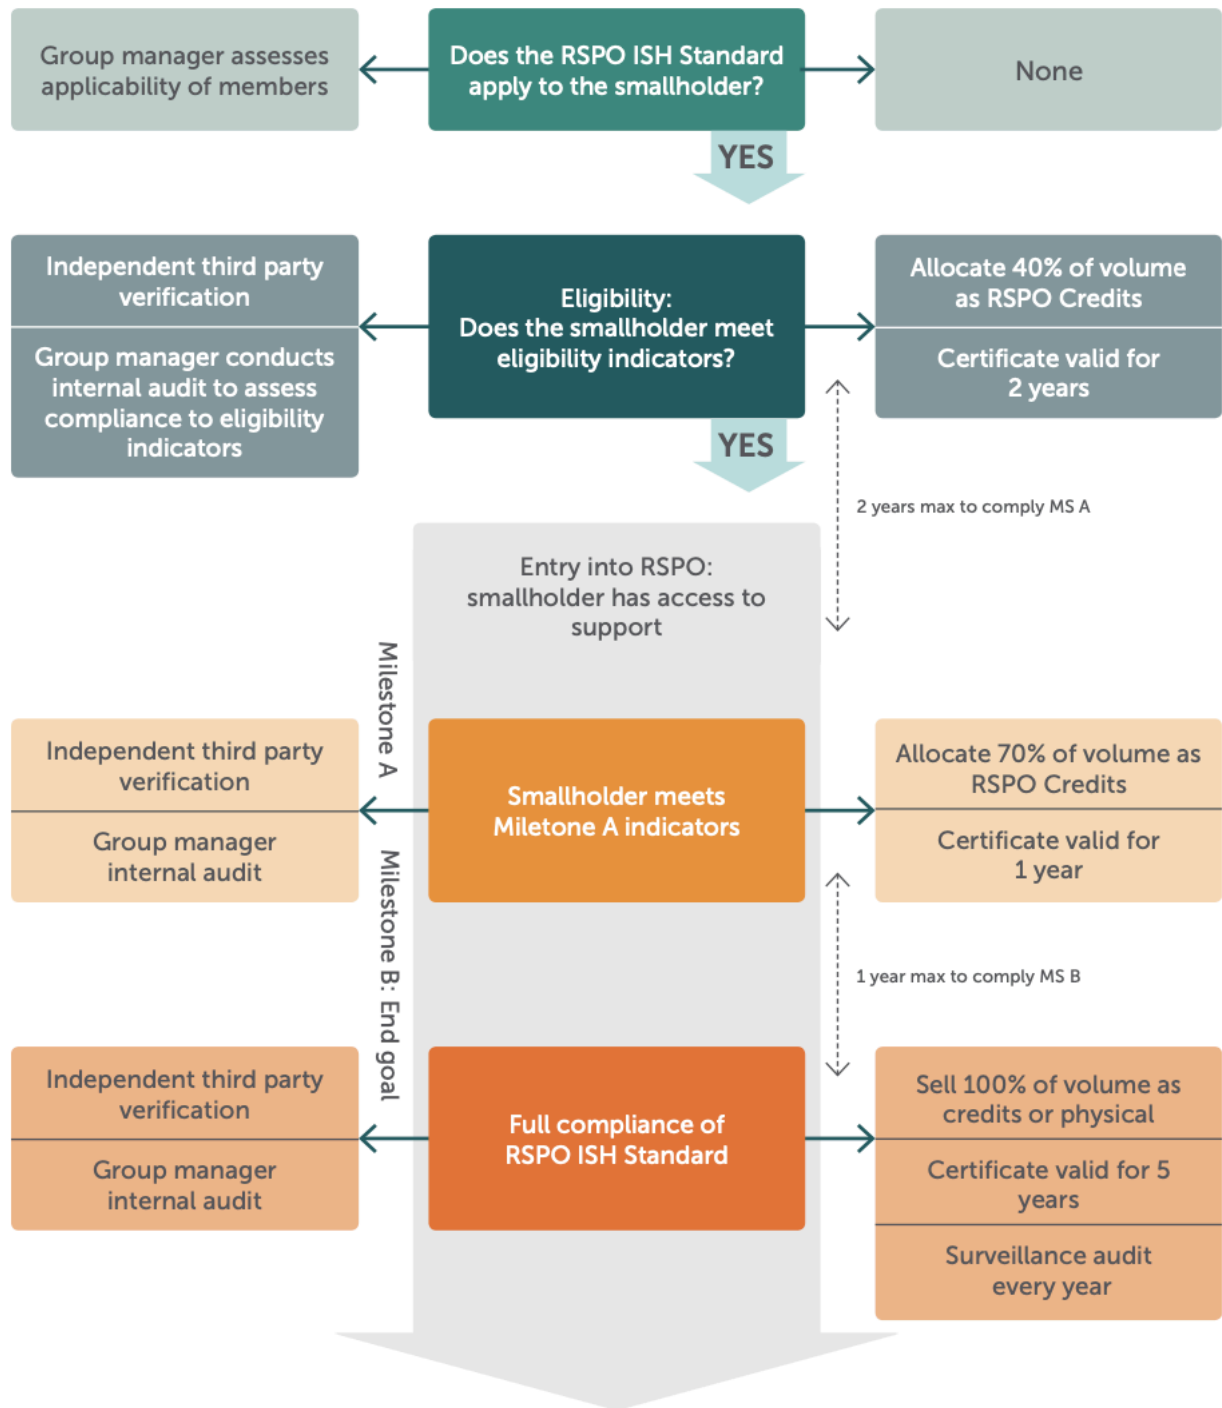 Group manager assesses
applicability of members
Does the RSPO ISH Standard
apply to the smallholder?
None
YES
Independent third party
verification
Group manager conducts
internal audit to assess
compliance to eligibility
indicators
Eligibility:
Does the smallholder meet
eligibility indicators?
Allocate 40% of volume
as RSPO Credits
Certificate valid for
2 years
YES
2 years max to comply MS A
Entry into RSPO:
smallholder has access to
support
Milestone A
Independent third party
verification
Group manager
internal audit
Smallholder meets
Miletone A indicators
Allocate 70% of volume as
RSPO Credits
Certificate valid for
1 year
Milestone B: End goal
1 year max to comply MS B
Independent third party
verification
Group manager
internal audit
Full compliance of
RSPO ISH Standard
Sell 100% of volume as
credits or physical
Certificate valid for 5
years
Surveillance audit
every year